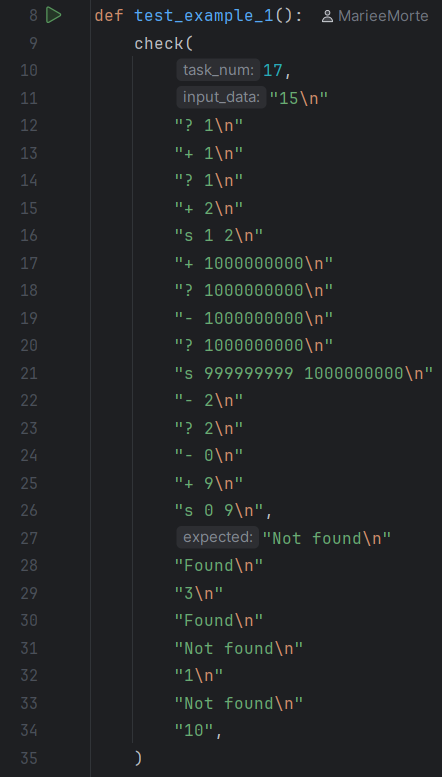 8 def test_example_1(): MarieeMorte
9 check(
10 task_num: 17,
11 input_data: "15\n"
12 "? 1\n"
13 "+ 1\n"
14 "? 1\n"
15 "+ 2\n"
16 "s 1 2\n"
17 "+ 1000000000\n"
18 "? 1000000000\n"
19 "- 1000000000\n"
20 "? 1000000000\n"
21 "s 999999999 1000000000\n"
22 "- 2\n"
23 "? 2\n"
24 "- 0\n"
25 "+ 9\n"
26 "s 0 9\n",
27 expected: "Not found\n"
28 "Found\n"
29 "3\n"
30 "Found\n"
31 "Not found\n"
32 "1\n"
33 "Not found\n"
34 "10",
35 )